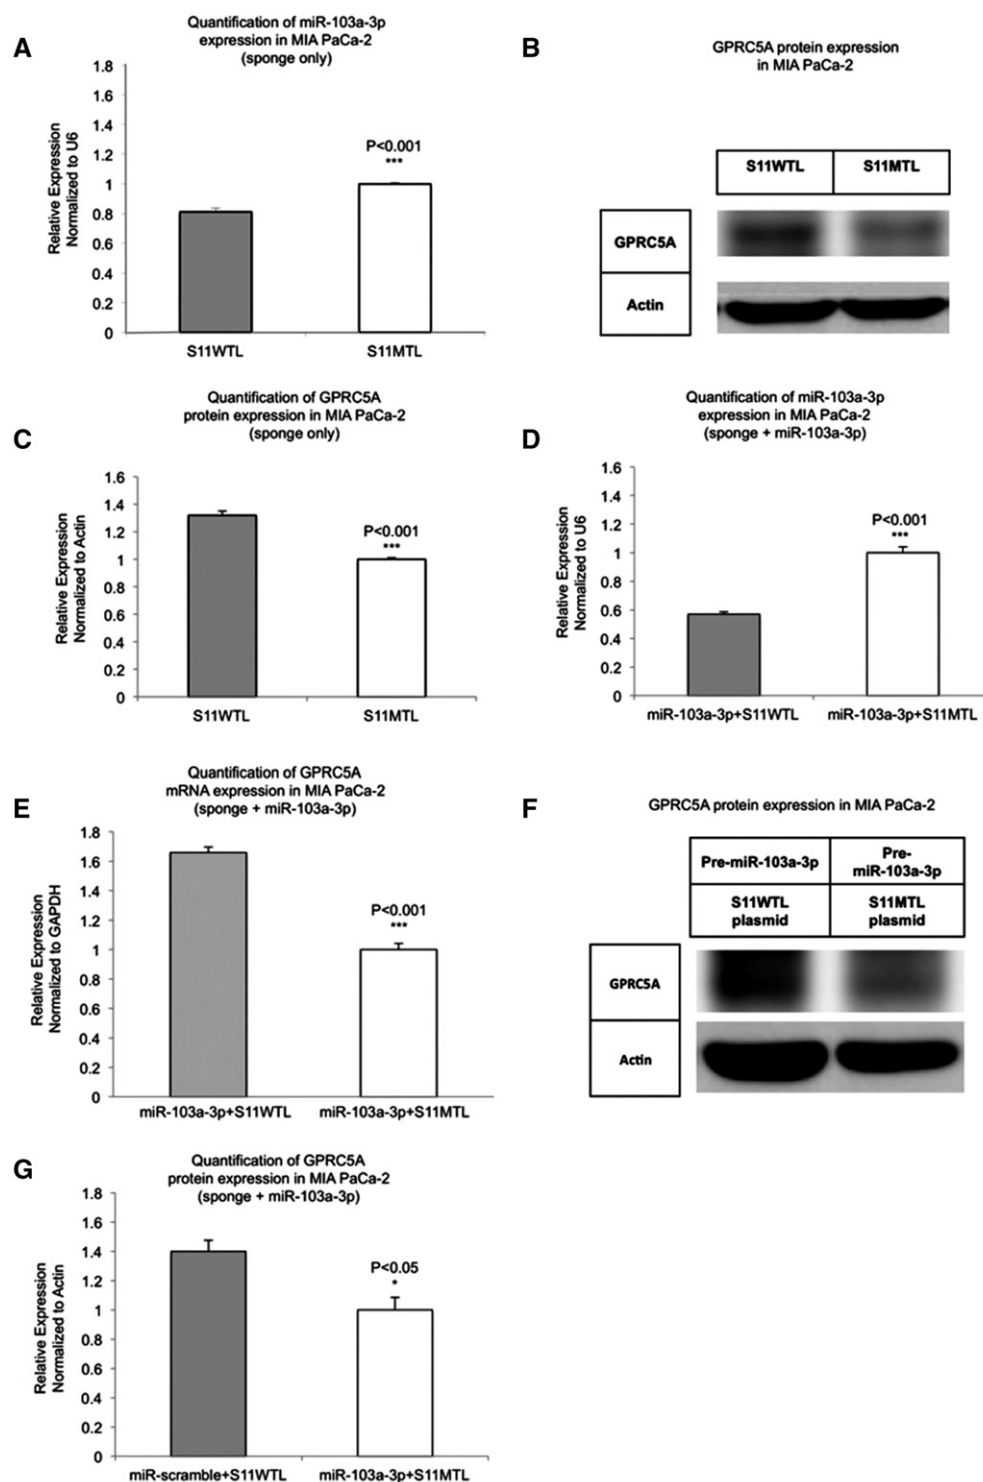 A
Quantification of miR-103a-3p
expression in MIA PaCa-2
(sponge only)
Relative Expression
Normalized to U6
1.8
1.6
1.4
1.2
1
0.8
0.6
0.4
0.2
0
P<0.001
***
S11WTL
S11MTL
B
GPRC5A protein expression
in MIA PaCa-2
S11WTL
S11MTL
GPRC5A
Actin
C
Quantification of GPRC5A
protein expression in MIA PaCa-2
(sponge only)
Relative Expression
Normalized to Actin
1.6
1.4
1.2
1
0.8
0.6
0.4
0.2
0
P<0.001
***
S11WTL
S11MTL
D
Quantification of miR-103a-3p
expression in MIA PaCa-2
(sponge + miR-103a-3p)
Relative Expression
Normalized to U6
1.6
1.4
1.2
1
0.8
0.6
0.4
0.2
0
P<0.001
***
miR-103a-3p+S11WTL
miR-103a-3p+S11MTL
E
Quantification of GPRC5A
mRNA expression in MIA PaCa-2
(sponge + miR-103a-3p)
Relative Expression
Normalized to GAPDH
1.8
1.6
1.4
1.2
1
0.8
0.6
0.4
0.2
0
P<0.001
***
miR-103a-3p+S11WTL
miR-103a-3p+S11MTL
F
GPRC5A protein expression in MIA PaCa-2
Pre-miR-103a-3p
Pre-
miR-103a-3p
S11WTL
plasmid
S11MTL
plasmid
GPRC5A
Actin
G
Quantification of GPRC5A
protein expression in MIA PaCa-2
(sponge + miR-103a-3p)
Relative Expression
Normalized to Actin
1.8
1.6
1.4
1.2
1
0.8
0.6
0.4
0.2
0
P<0.05
*
miR-scramble+S11WTL
miR-103a-3p+S11MTL